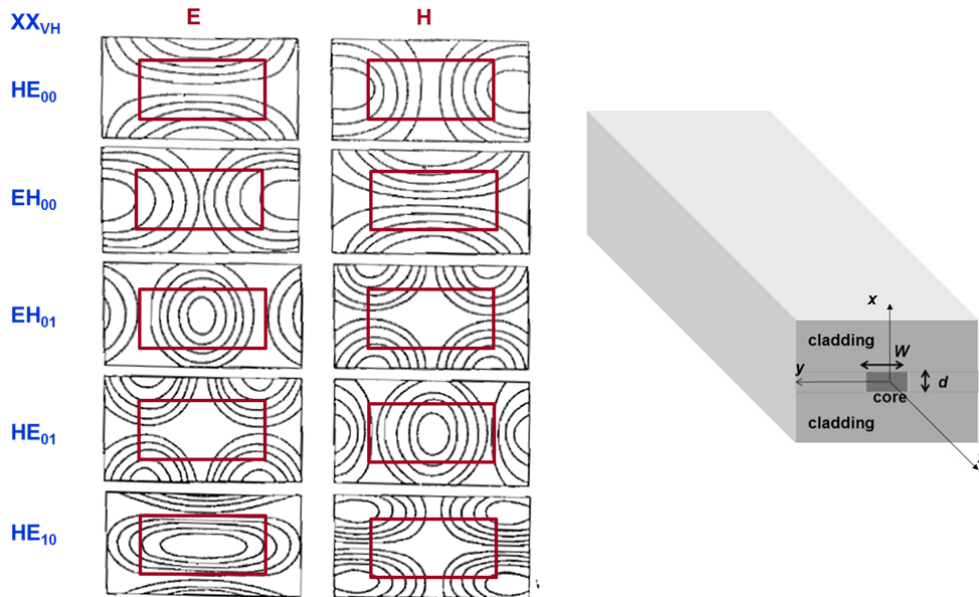 XX_VH E H
HE_00
EH_00
EH_01
HE_01
HE_10
x
cladding
W
y
d
core
cladding